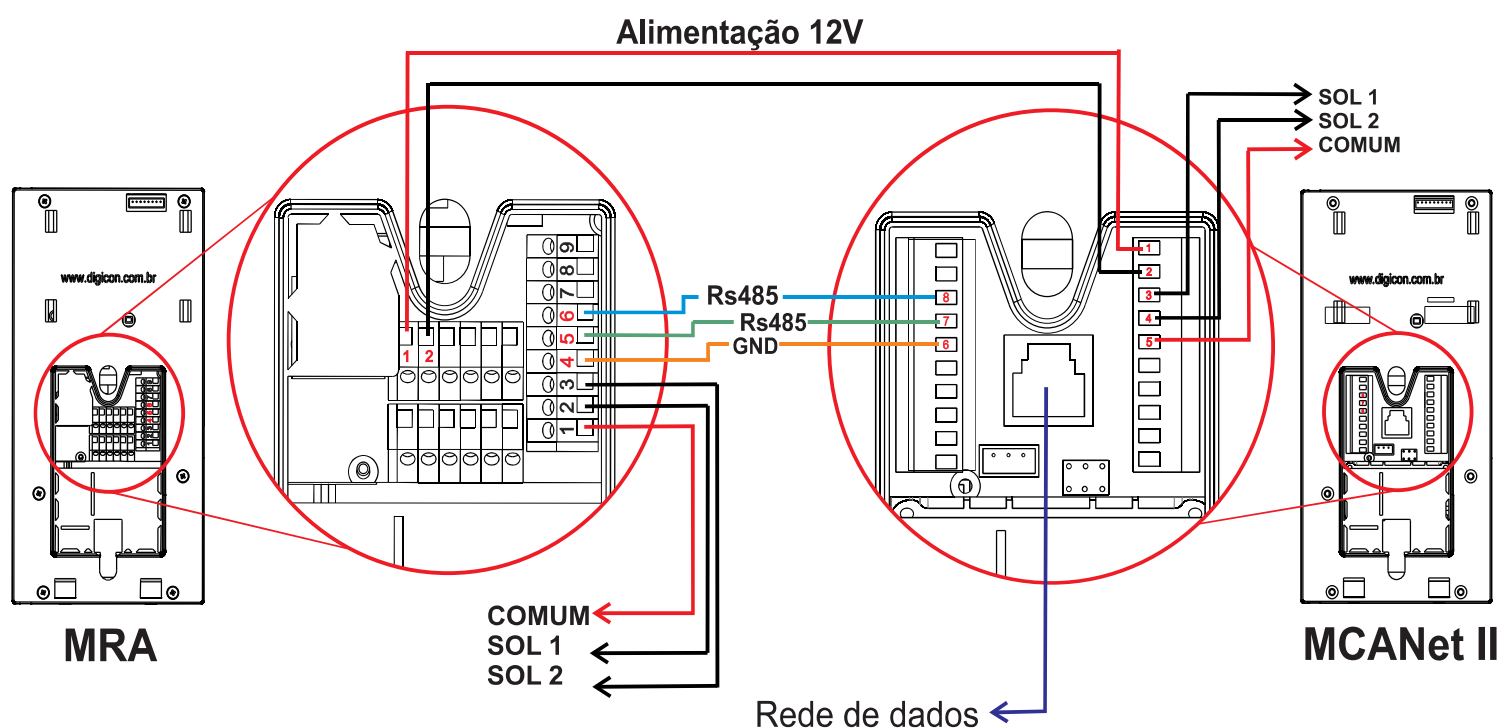 Alimentação 12V
SOL 1
SOL 2
COMUM
www.digicon.com.br
www.digicon.com.br
9
8
7
6
5
4
3
2
1
1 2
Rs485
Rs485
GND
8
7
6
1
2
3
4
5
COMUM
SOL 1
SOL 2
MRA
MCANet II
Rede de dados